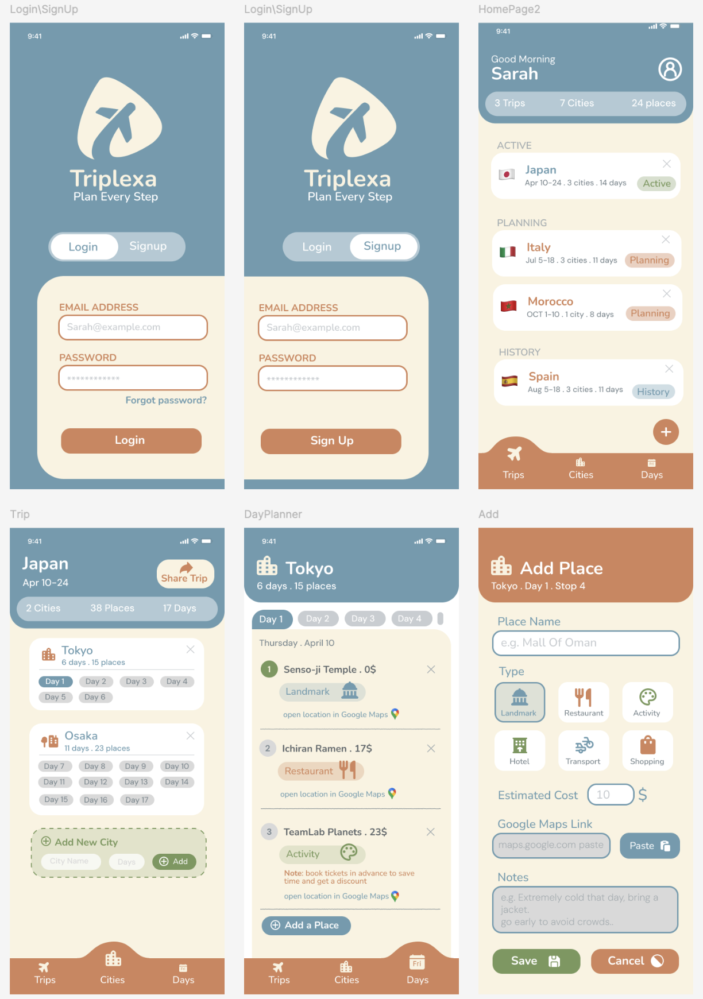 Login\SignUp
9:41
Triplexa
Plan Every Step
Login
Signup
EMAIL ADDRESS
Sarah@example.com
PASSWORD
************
Forgot password?
Login
Login\SignUp
9:41
Triplexa
Plan Every Step
Login
Signup
EMAIL ADDRESS
Sarah@example.com
PASSWORD
************
Sign Up
HomePage2
9:41
Good Morning
Sarah
3 Trips
7 Cities
24 places
ACTIVE
Japan
Apr 10-24 . 3 cities . 14 days
Active
PLANNING
Italy
Jul 5-18 . 3 cities . 11 days
Planning
Morocco
OCT 1-10 . 1 city . 8 days
Planning
HISTORY
Spain
Aug 5-18 . 3 cities . 11 days
History
Trips
Cities
Fri
Days
Trip
9:41
Japan
Apr 10-24
Share Trip
2 Cities
38 Places
17 Days
Tokyo
6 days . 15 places
Day 1
Day 2
Day 3
Day 4
Day 5
Day 6
Osaka
11 days . 23 places
Day 7
Day 8
Day 9
Day 10
Day 11
Day 12
Day 13
Day 14
Day 15
Day 16
Day 17
Add New City
City Name
Days
Add
Trips
Cities
Fri
Days
DayPlanner
9:41
Tokyo
6 days . 15 places
Day 1
Day 2
Day 3
Day 4
Thursday . April 10
1
Senso-ji Temple . 0$
Landmark
open location in Google Maps
2
Ichiran Ramen . 17$
Restaurant
open location in Google Maps
3
TeamLab Planets . 23$
Activity
Note: book tickets in advance to save
time and get a discount
open location in Google Maps
Add a Place
Trips
Cities
Fri
Days
Add
Add Place
Tokyo . Day 1 . Stop 4
Place Name
e.g. Mall Of Oman
Type
Landmark
Restaurant
Activity
Hotel
Transport
Shopping
Estimated Cost
10
$
Google Maps Link
maps.google.com paste
Paste
Notes
e.g. Extremely cold that day, bring a
jacket.
go early to avoid crowds..
Save
Cancel